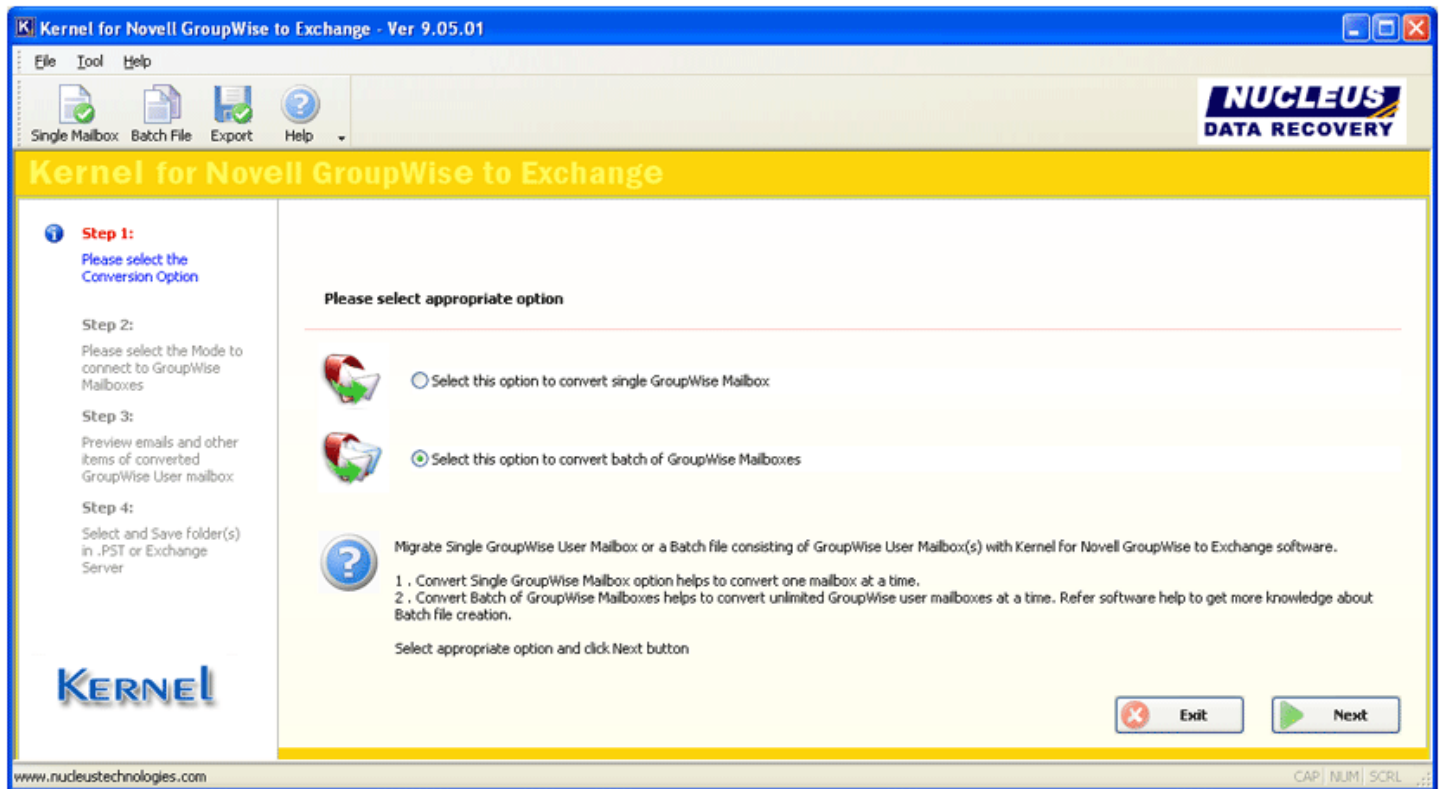 Kernel for Novell GroupWise to Exchange - Ver 9.05.01
File Tool Help
Single Mailbox Batch File Export Help
NUCLEUS
DATA RECOVERY
Kernel for Novell GroupWise to Exchange
Step 1:
Please select the
Conversion Option
Step 2:
Please select the Mode to
connect to GroupWise
Mailboxes
Step 3:
Preview emails and other
items of converted
GroupWise User mailbox
Step 4:
Select and Save folder(s)
in .PST or Exchange
Server
KERNEL
Please select appropriate option
Select this option to convert single GroupWise Mailbox
Select this option to convert batch of GroupWise Mailboxes
Migrate Single GroupWise User Mailbox or a Batch file consisting of GroupWise User Mailbox(s) with Kernel for Novell GroupWise to Exchange software.
1 . Convert Single GroupWise Mailbox option helps to convert one mailbox at a time.
2 . Convert Batch of GroupWise Mailboxes helps to convert unlimited GroupWise user mailboxes at a time. Refer software help to get more knowledge about
Batch file creation.
Select appropriate option and click Next button
Exit Next
www.nucleustechnologies.com
CAP NUM SCRL